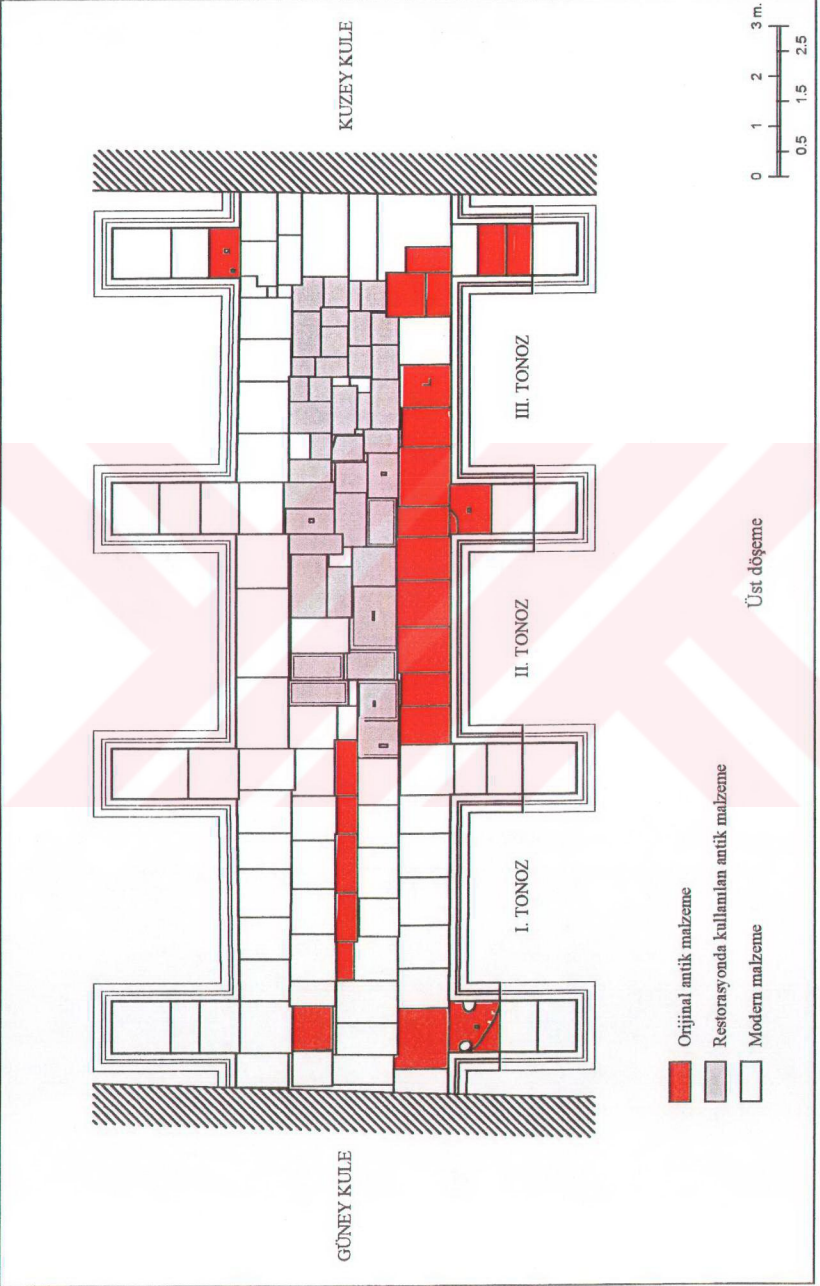 GÜNEY KULE
KUZEY KULE
I. TONOZ
II. TONOZ
III. TONOZ
Üst döşeme
Orijinal antik malzeme
Restorasyonda kullanılan antik malzeme
Modern malzeme
0 1 2 3 m.
0.5 1.5 2.5